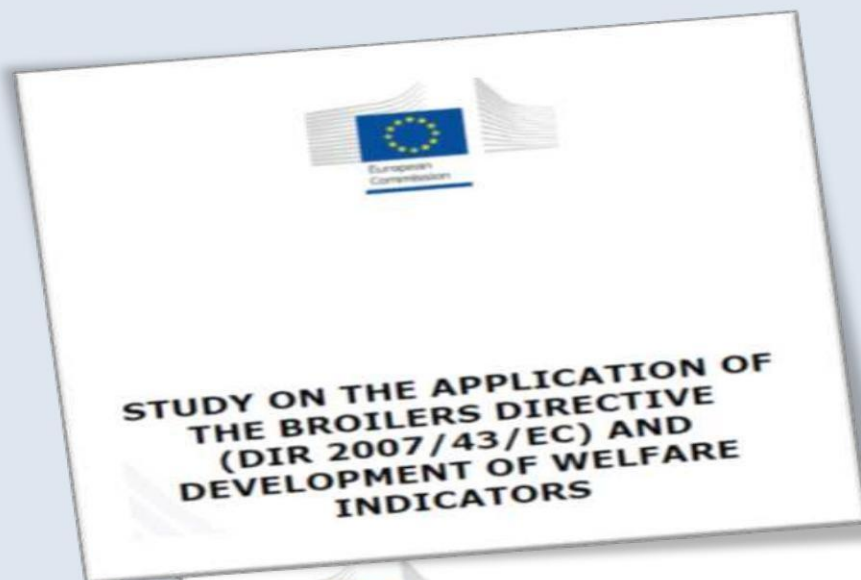 European
Commission
STUDY ON THE APPLICATION OF
THE BROILERS DIRECTIVE
(DIR 2007/43/EC) AND
DEVELOPMENT OF WELFARE
INDICATORS